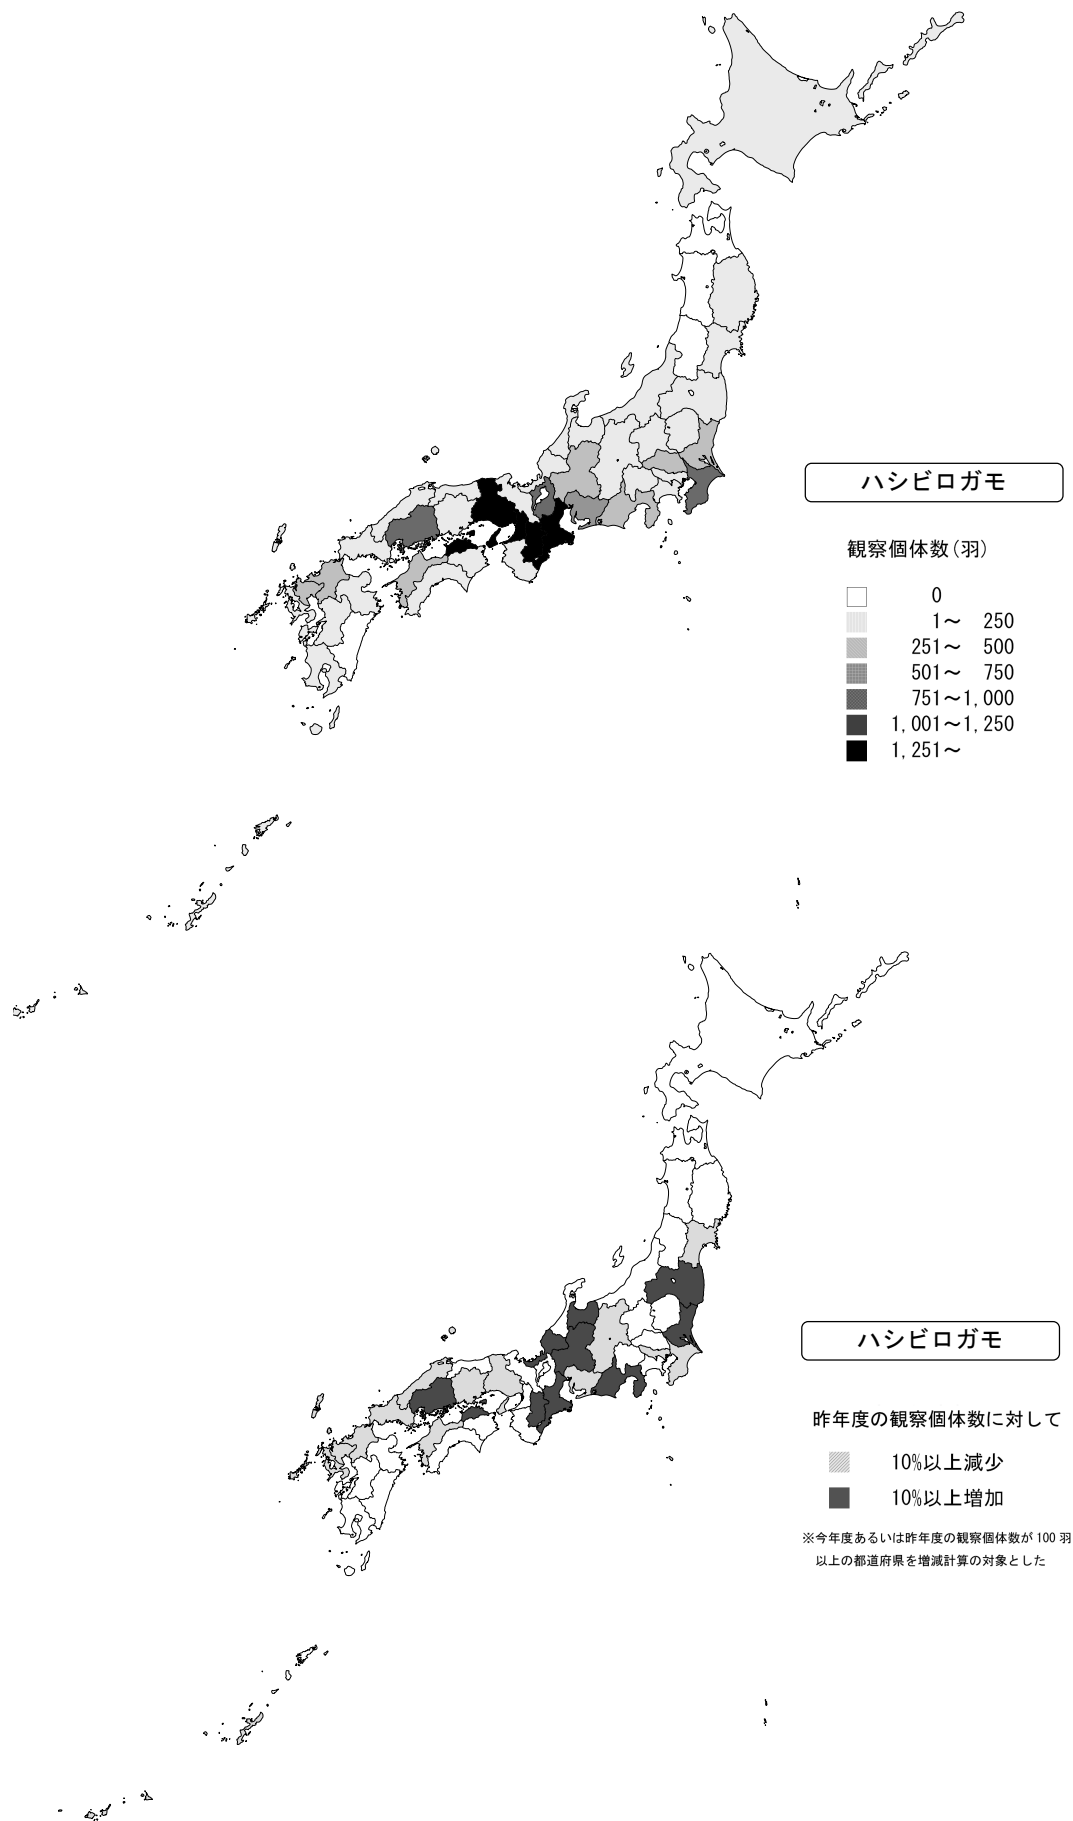 ハシビロガモ
観察個体数（羽）
0
1～ 250
251～ 500
501～ 750
751～1,000
1,001～1,250
1,251～
ハシビロガモ
昨年度の観察個体数に対して
10%以上減少
10%以上増加
※今年度あるいは昨年度の観察個体数が100羽
以上の都道府県を増減計算の対象とした